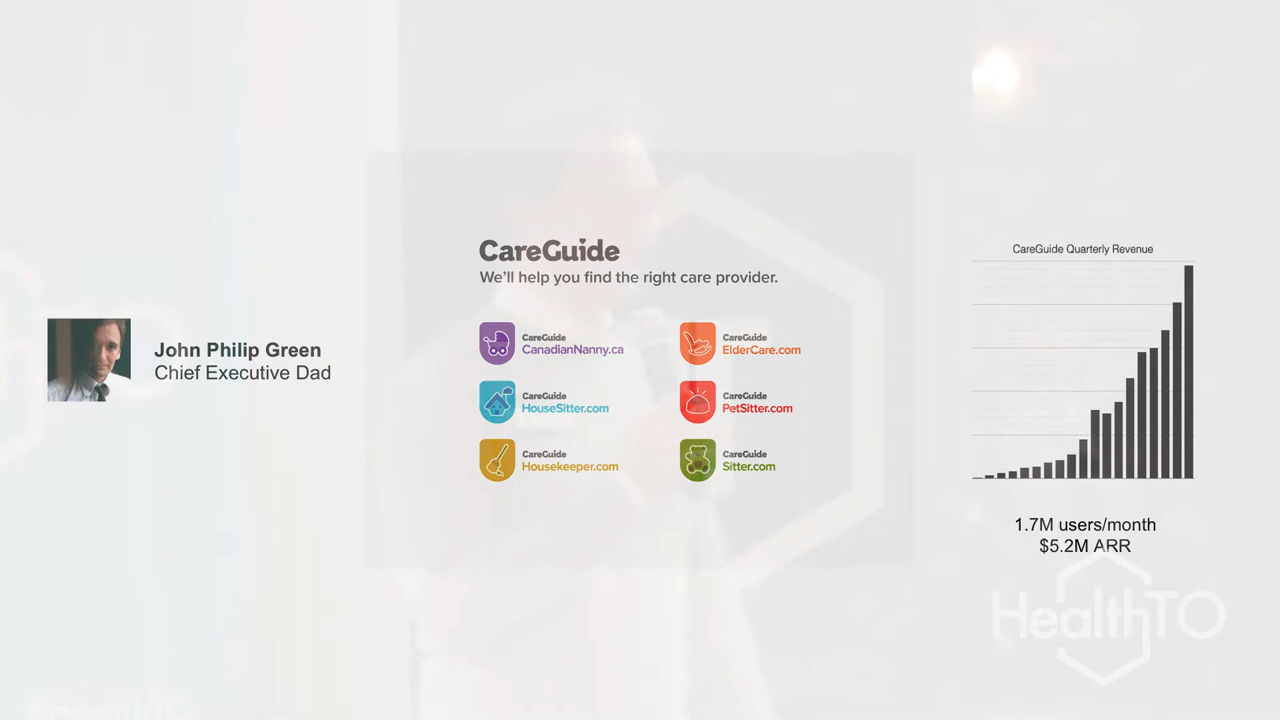 John Philip Green
Chief Executive Dad
CareGuide
We'll help you find the right care provider.
CareGuide
CanadianNanny.ca
CareGuide
ElderCare.com
CareGuide
HouseSitter.com
CareGuide
PetSitter.com
CareGuide
Housekeeper.com
CareGuide
Sitter.com
CareGuide Quarterly Revenue
1.7M users/month
$5.2M ARR
HealthTO